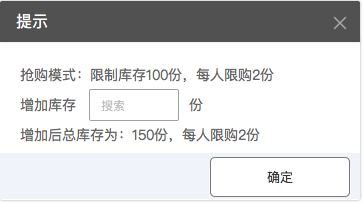 提示
抢购模式：限制库存100份，每人限购2份
增加库存 搜索 份
增加后总库存为：150份，每人限购2份
确定